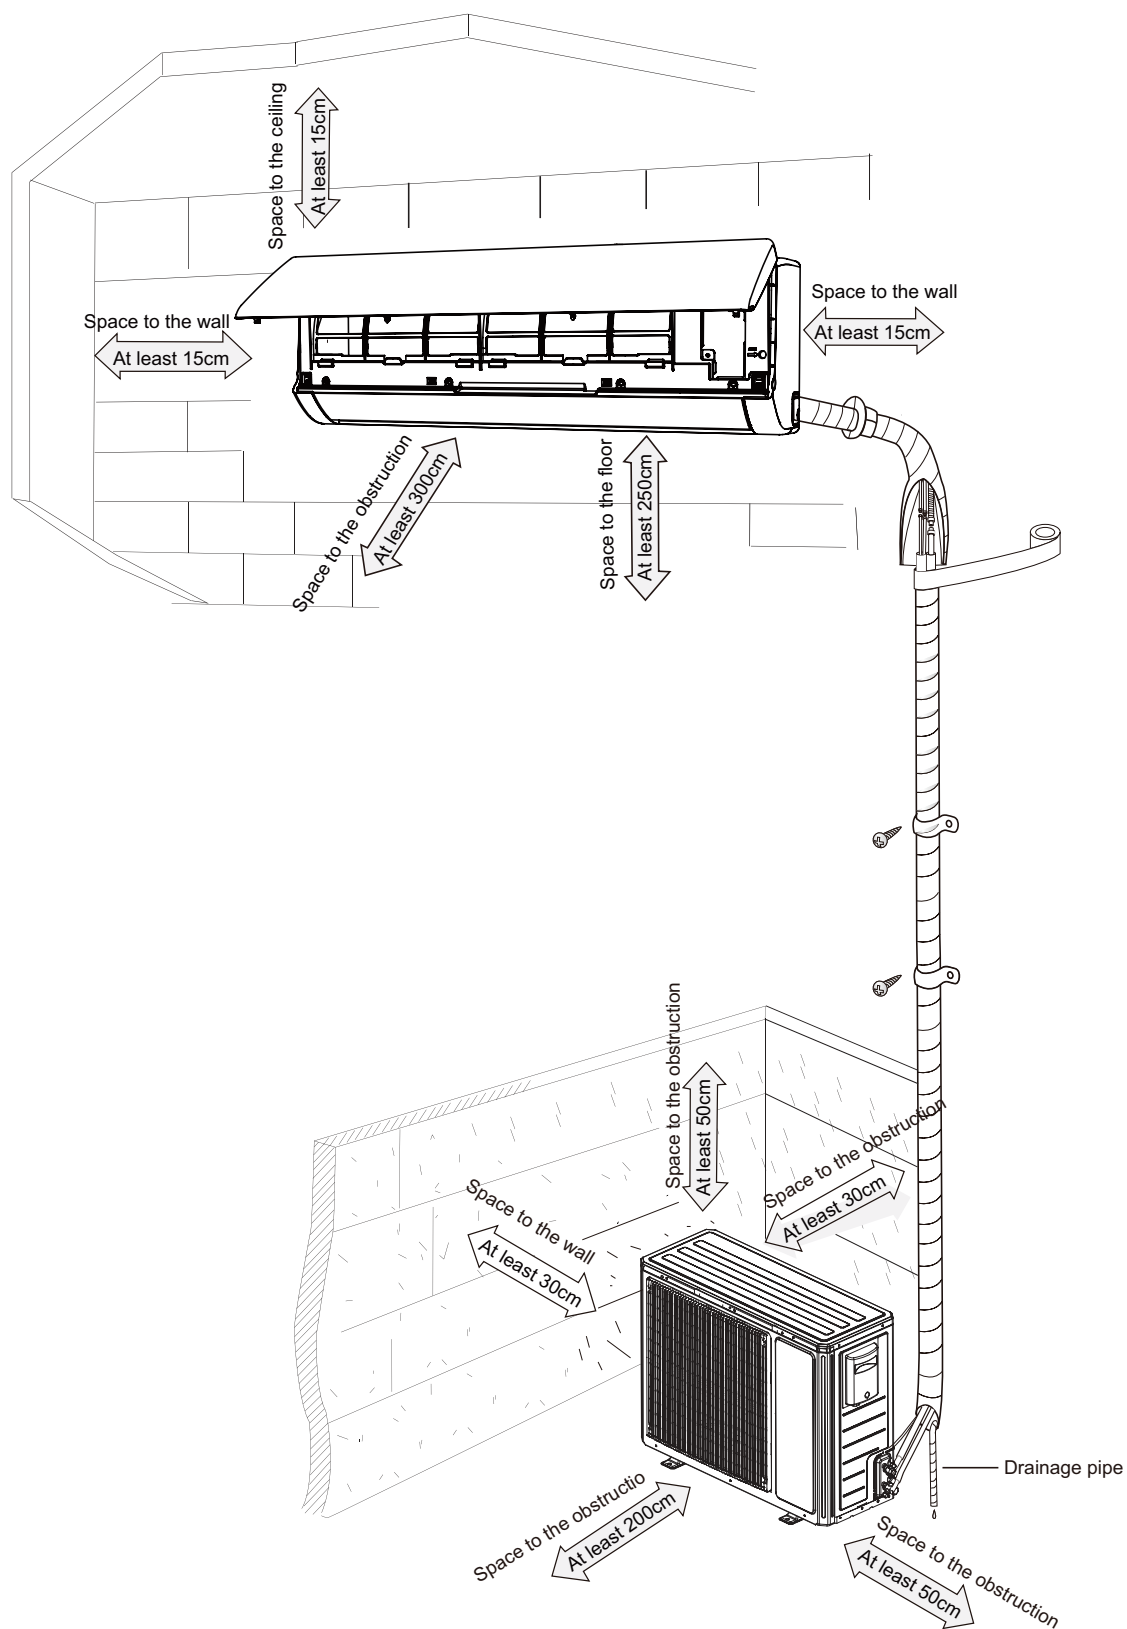 Space to the ceiling
At least 15cm
Space to the wall
At least 15cm
Space to the wall
At least 15cm
Space to the obstruction
At least 300cm
Space to the floor
At least 250cm
Space to the obstruction
At least 50cm
Space to the obstruction
At least 30cm
Space to the wall
At least 30cm
Drainage pipe
Space to the obstructio
At least 200cm
Space to the obstruction
At least 50cm